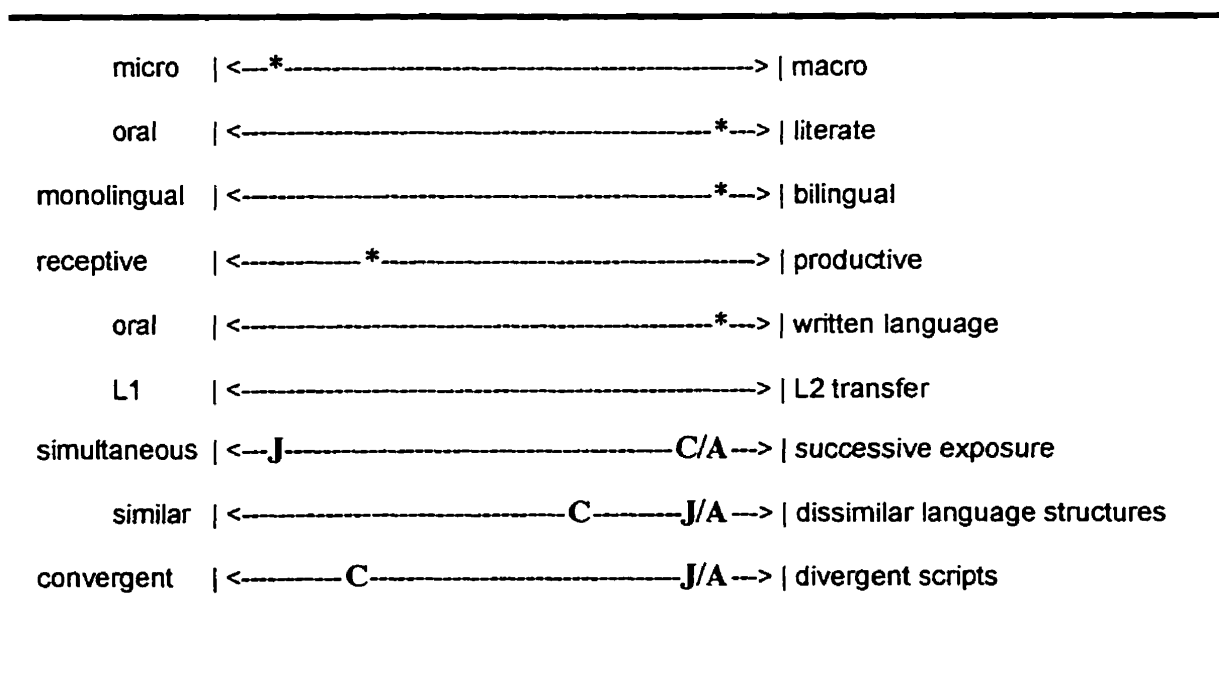 micro | <---*-----------------------------------------------> | macro
oral | <-----------------------------------------------*---> | literate
monolingual | <-----------------------------------------------*---> | bilingual
receptive | <------------*--------------------------------------> | productive
oral | <-----------------------------------------------*---> | written language
L1 | <---------------------------------------------------> | L2 transfer
simultaneous | <---J---------------------------------------C/A---> | successive exposure
similar | <---------------------------------C---------J/A---> | dissimilar language structures
convergent | <----------C--------------------------------J/A---> | divergent scripts